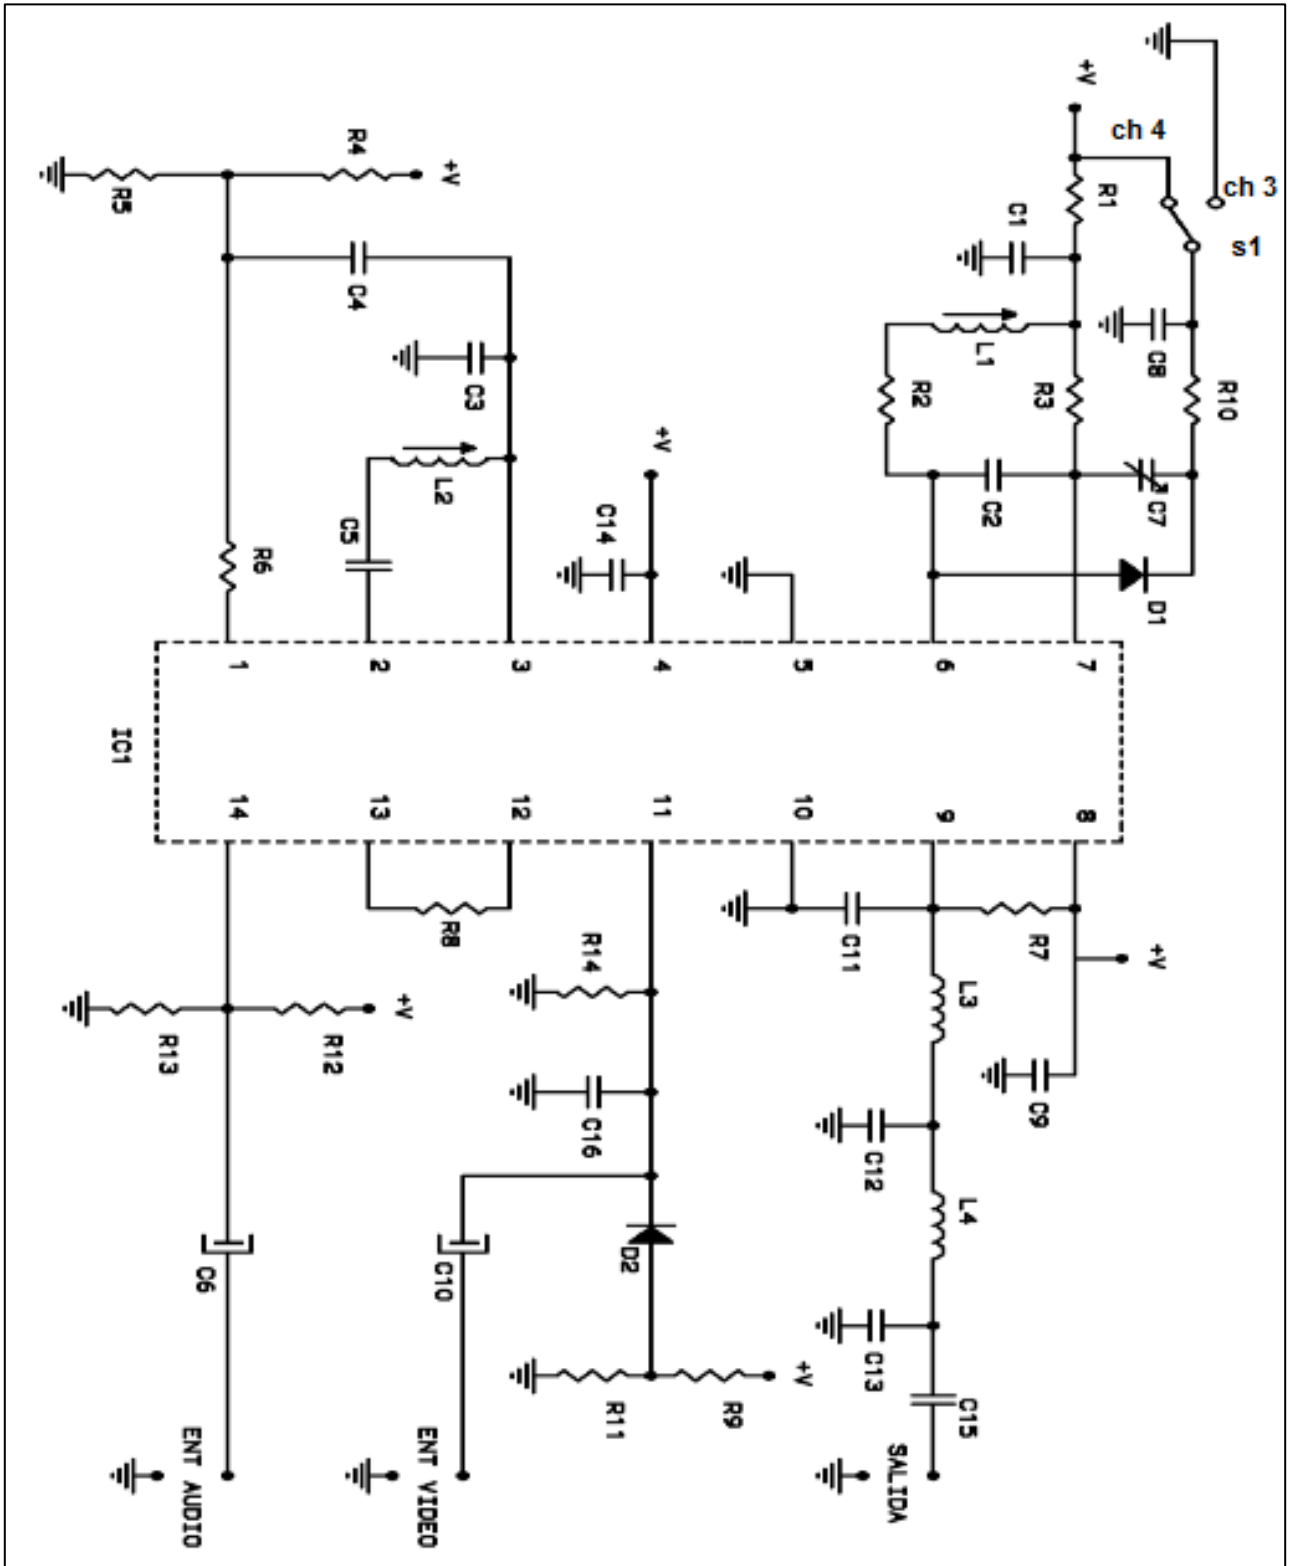 +V
ch 4
R4
+V
R5
R1
ch 3
C1
s1
C4
L1
C8
C3
R2
R3
R10
+V
L2
C2
C7
C14
C5
R6
D1
1
2
3
4
5
6
7
IC1
14
13
12
11
10
9
8
R8
C11
R7
+V
R14
L3
+V
R13
R12
C9
C16
C12
L4
C6
C10
D2
C13
+V
R11
R9
C15
ENT AUDIO
ENT VIDEO
SALIDA